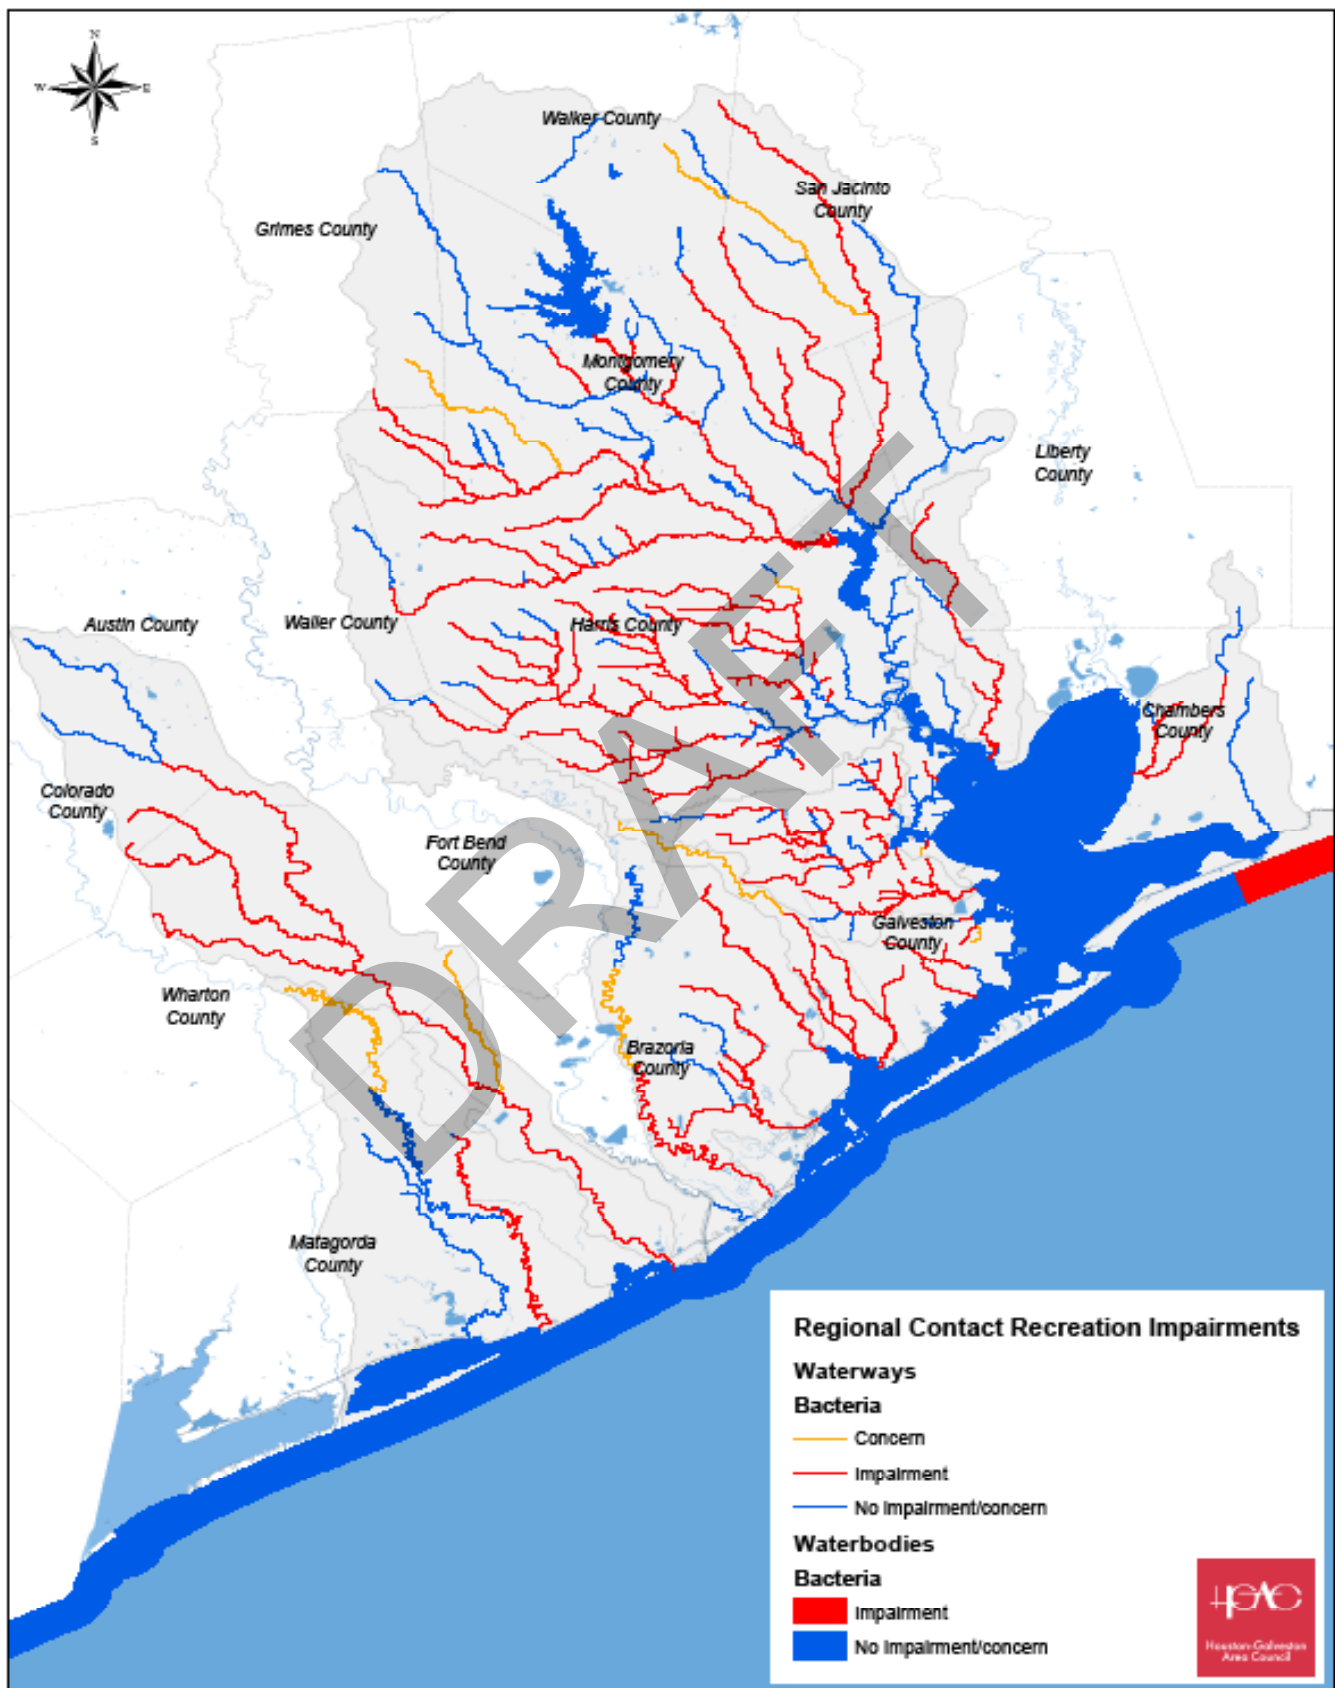 N
W E
S
Walker County
San Jacinto
County
Grimes County
Montgomery
County
Liberty
County
Austin County
Waller County
Harris County
Chambers
County
Colorado
County
Fort Bend
County
Galveston
County
Wharton
County
Brazoria
County
Matagorda
County
DRAFT
Regional Contact Recreation Impairments
Waterways
Bacteria
Concern
Impairment
No Impairment/concern
Waterbodies
Bacteria
Impairment
No Impairment/concern
HGAC
Houston-Galveston
Area Council